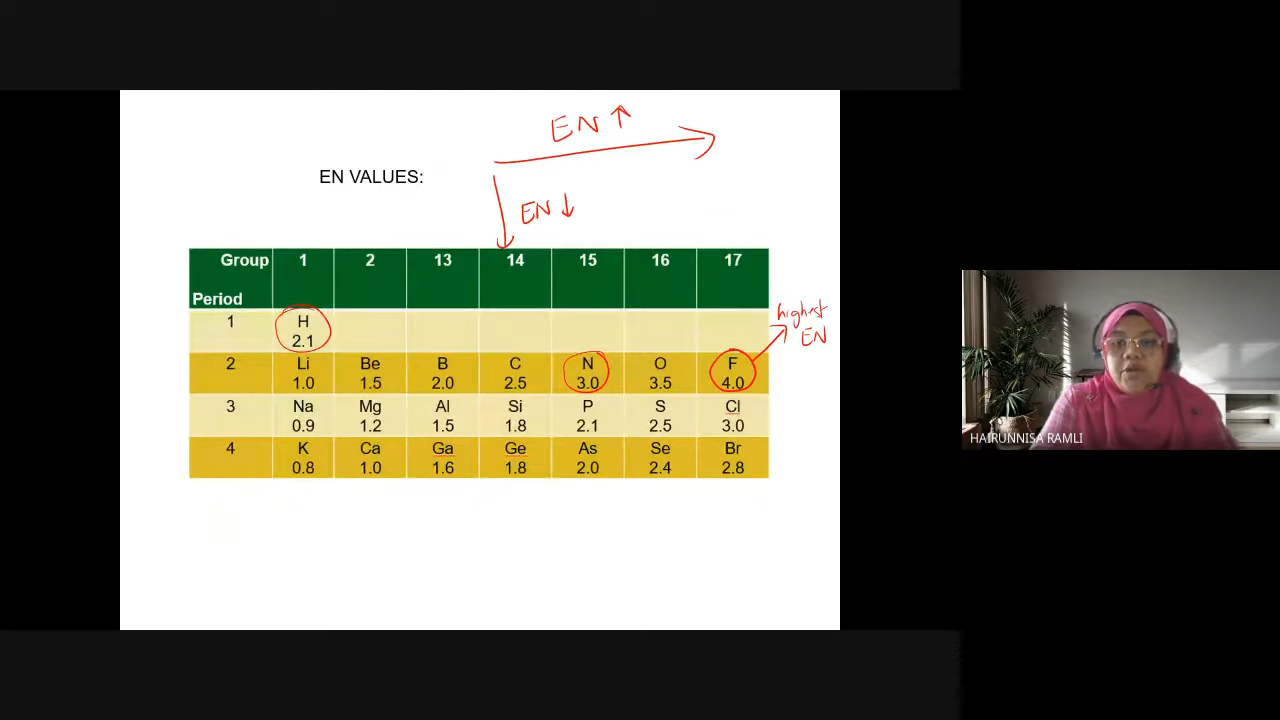 EN ↑
EN VALUES:
EN ↓
Group 1 2 13 14 15 16 17
Period
highest
EN
1 H
2.1
2 Li Be B C N O F
1.0 1.5 2.0 2.5 3.0 3.5 4.0
3 Na Mg Al Si P S Cl
0.9 1.2 1.5 1.8 2.1 2.5 3.0
4 K Ca Ga Ge As Se Br
0.8 1.0 1.6 1.8 2.0 2.4 2.8
HAIRUNNISA RAMLI